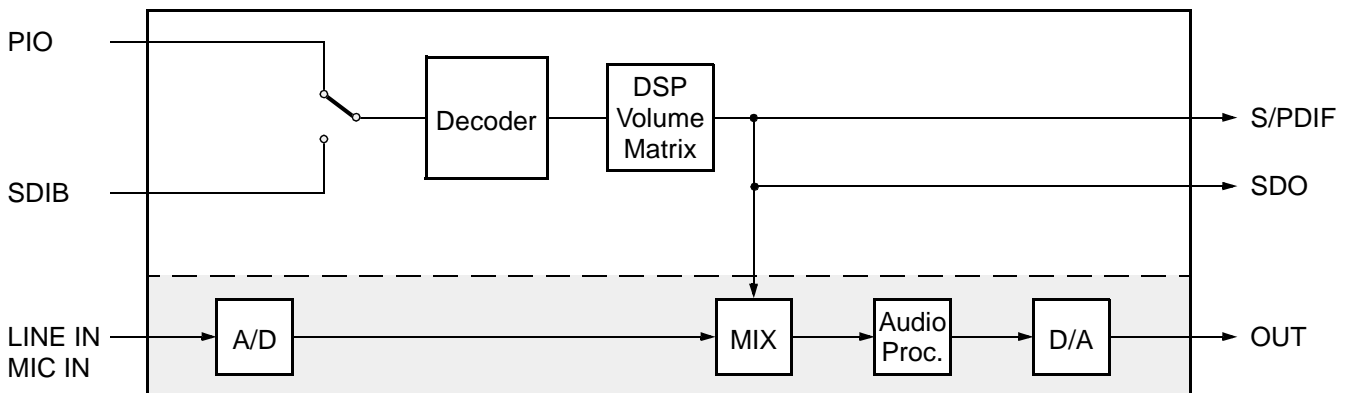 PIO
Decoder
DSP
Volume
Matrix
S/PDIF
SDIB
SDO
LINE IN
MIC IN
A/D
MIX
Audio
Proc.
D/A
OUT